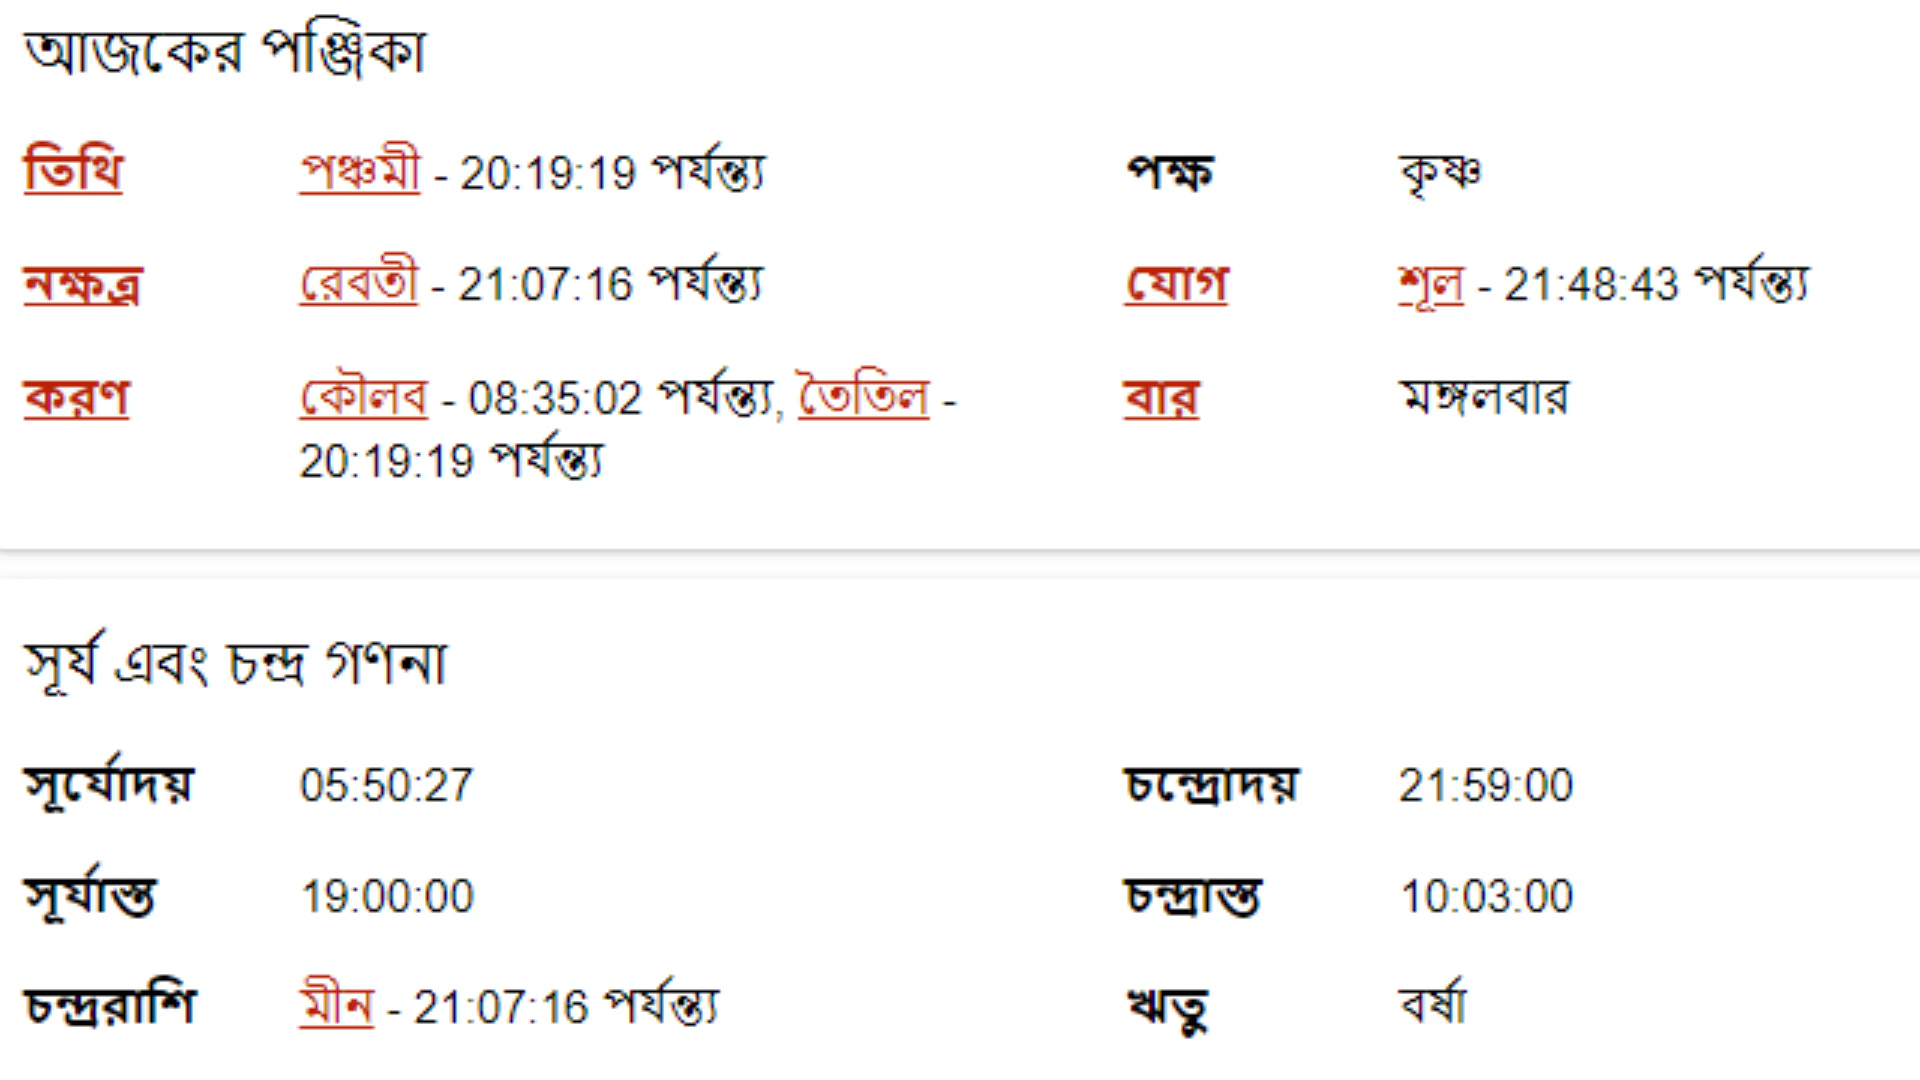 আজকের পঞ্জিকা
তিথি পঞ্চমী - 20:19:19 পর্যন্ত্য পক্ষ কৃষ্ণ
নক্ষত্র রেবতী - 21:07:16 পর্যন্ত্য যোগ শূল - 21:48:43 পর্যন্ত্য
করণ কৌলব - 08:35:02 পর্যন্ত্য, তৈতিল - বার মঙ্গলবার
20:19:19 পর্যন্ত্য
সূর্য এবং চন্দ্র গণনা
সূর্যোদয় 05:50:27 চন্দ্রোদয় 21:59:00
সূর্যাস্ত 19:00:00 চন্দ্রাস্ত 10:03:00
চন্দ্ররাশি মীন - 21:07:16 পর্যন্ত্য ঋতু বর্ষা